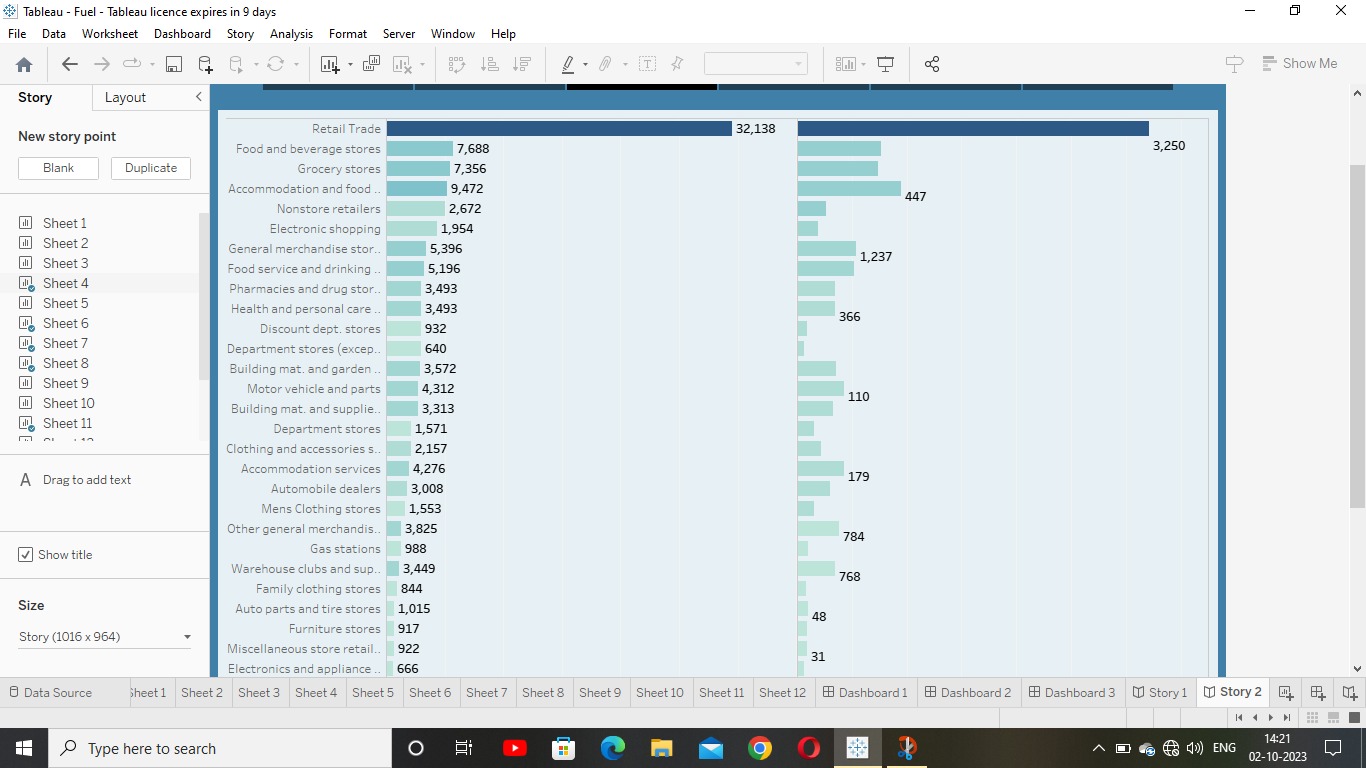 Tableau - Fuel - Tableau licence expires in 9 days
File Data Worksheet Dashboard Story Analysis Format Server Window Help
Show Me
Story Layout
New story point
Blank Duplicate
Sheet 1
Sheet 2
Sheet 3
Sheet 4
Sheet 5
Sheet 6
Sheet 7
Sheet 8
Sheet 9
Sheet 10
Sheet 11
A Drag to add text
Show title
Size
Story (1016 x 964)
Retail Trade 32,138 3,250
Food and beverage stores 7,688
Grocery stores 7,356
Accommodation and food .. 9,472 447
Nonstore retailers 2,672
Electronic shopping 1,954
General merchandise stor.. 5,396 1,237
Food service and drinking .. 5,196
Pharmacies and drug stor.. 3,493
Health and personal care .. 3,493 366
Discount dept. stores 932
Department stores (excep.. 640
Building mat. and garden .. 3,572
Motor vehicle and parts 4,312 110
Building mat. and supplie.. 3,313
Department stores 1,571
Clothing and accessories s.. 2,157
Accommodation services 4,276 179
Automobile dealers 3,008
Mens Clothing stores 1,553
Other general merchandis.. 3,825 784
Gas stations 988
Warehouse clubs and sup.. 3,449 768
Family clothing stores 844
Auto parts and tire stores 1,015 48
Furniture stores 917
Miscellaneous store retail.. 922 31
Electronics and appliance .. 666
Data Source Sheet 1 Sheet 2 Sheet 3 Sheet 4 Sheet 5 Sheet 6 Sheet 7 Sheet 8 Sheet 9 Sheet 10 Sheet 11 Sheet 12 Dashboard 1 Dashboard 2 Dashboard 3 Story 1 Story 2
Type here to search ENG 14:21
02-10-2023